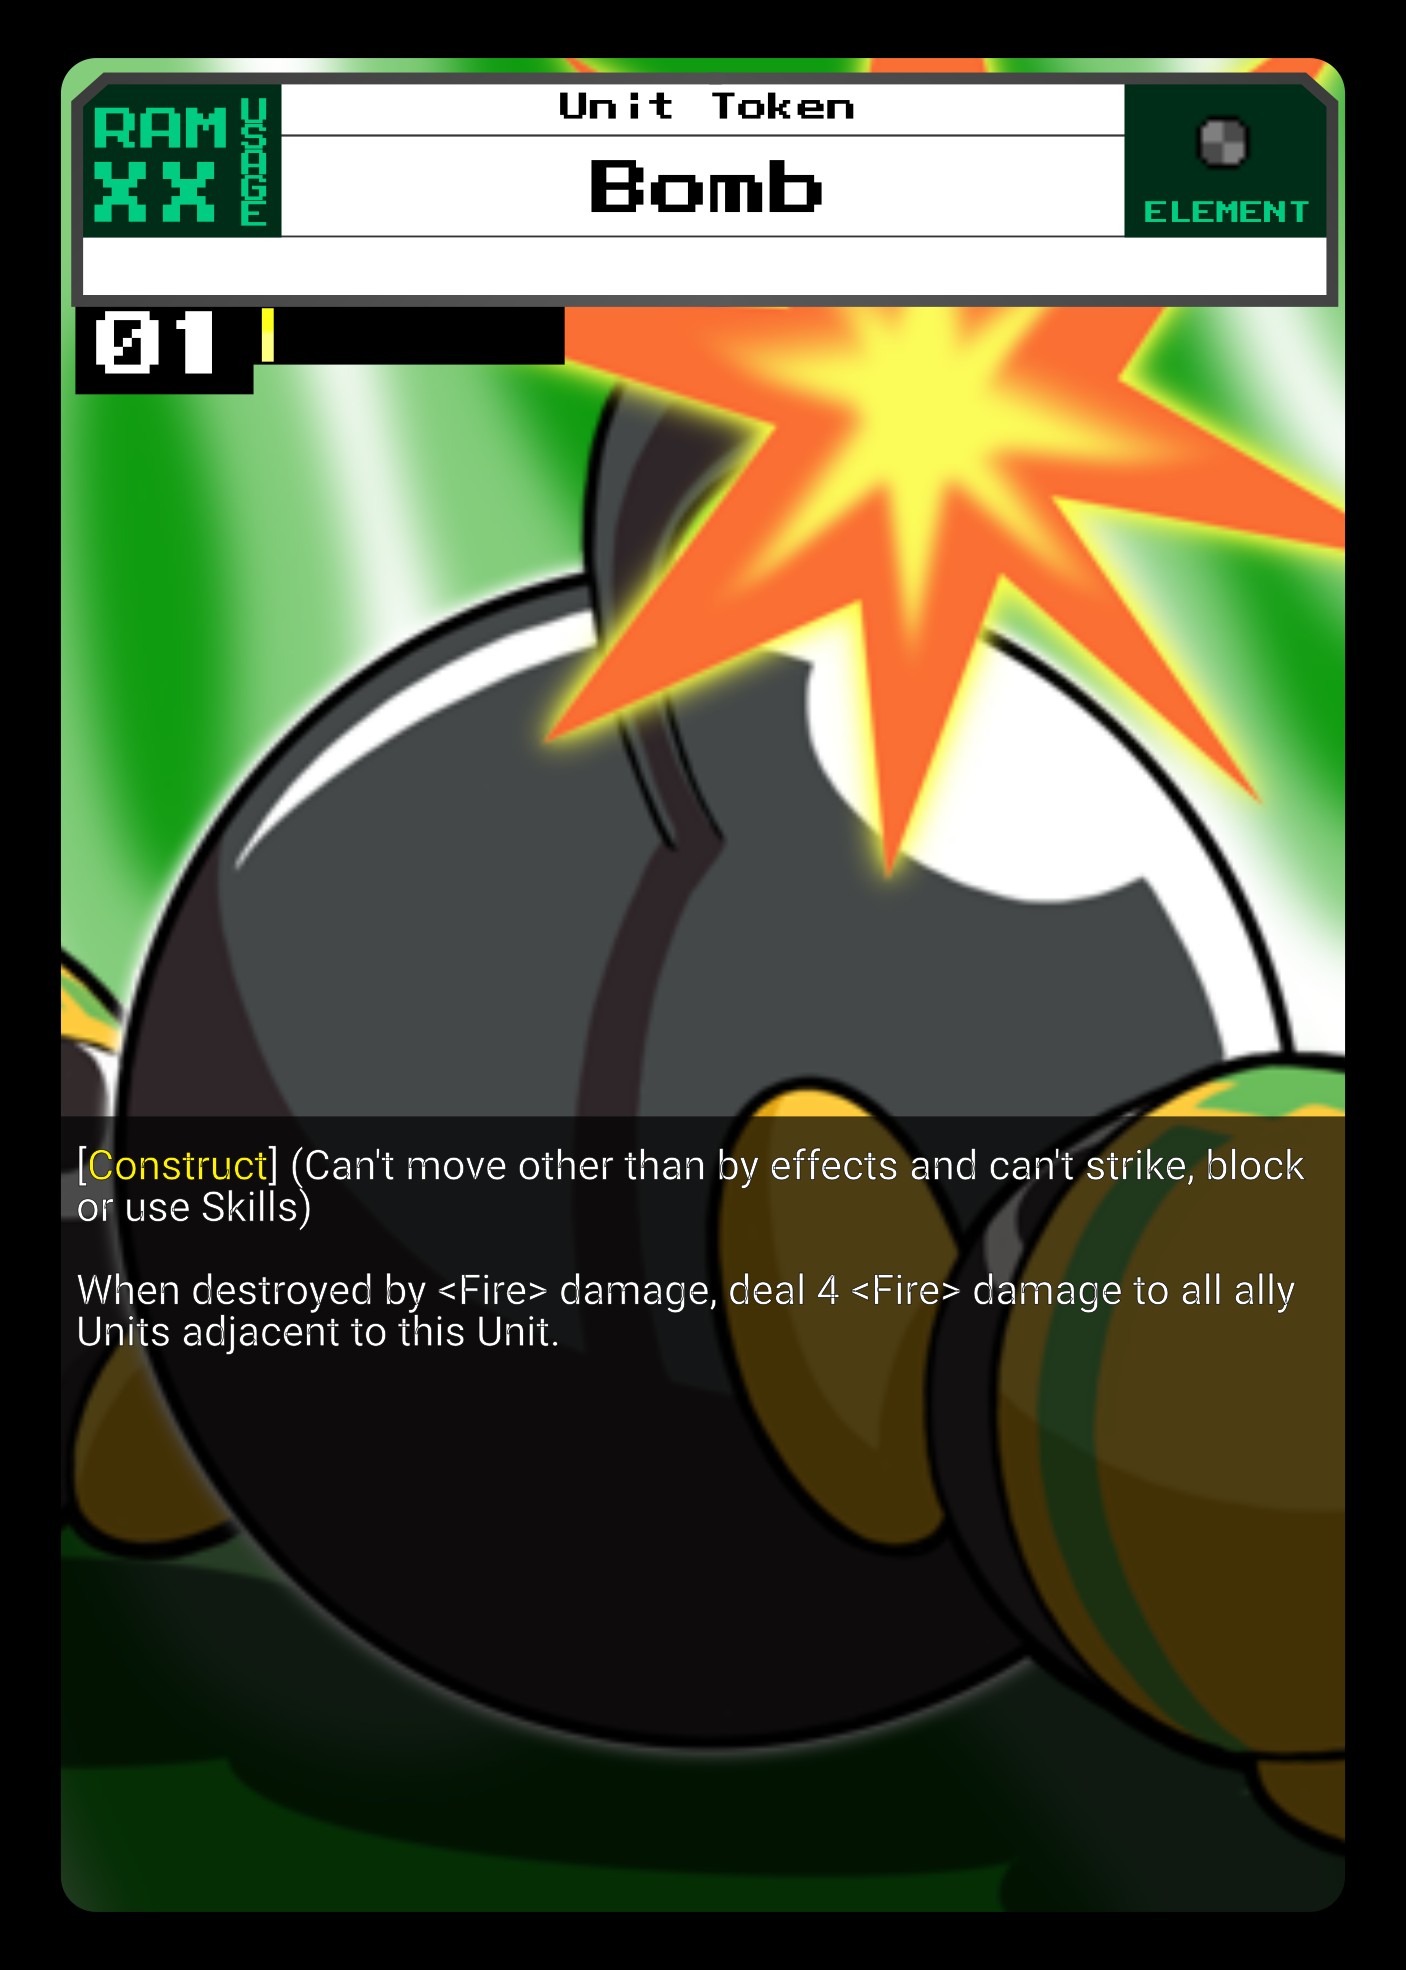 RAM USAGE
XX
Unit Token
Bomb
ELEMENT
01
[Construct] (Can't move other than by effects and can't strike, block
or use Skills)
When destroyed by <Fire> damage, deal 4 <Fire> damage to all ally
Units adjacent to this Unit.